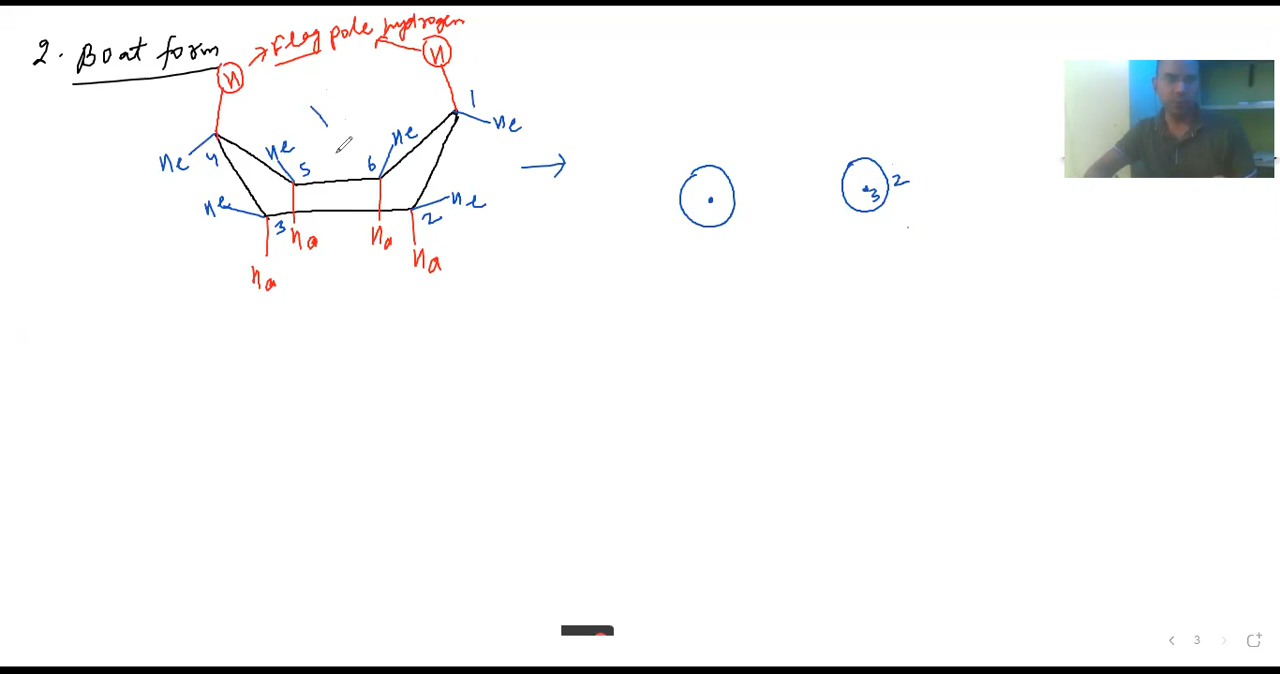 2. Boat form
→ Flag pole hydrogen
H
H
1
He
He
He
He
4
5
6
He
He
3
2
Ha
Ha
Ha
Ha
3
2
3